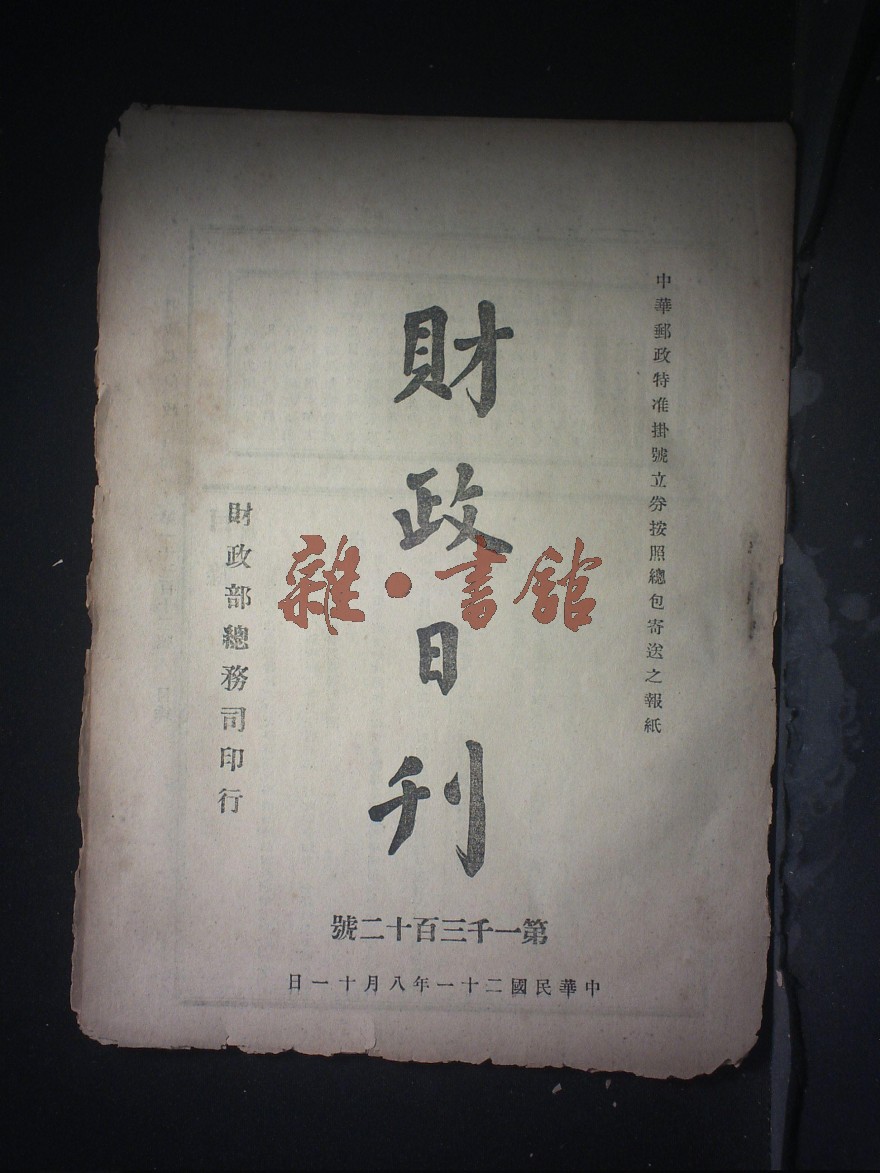 中華郵政特准掛號立券按照總包寄送之報紙
財政日刊
財政部總務司印行
第一千三百十二號
中華民國二十一年八月十一日
雜·書館